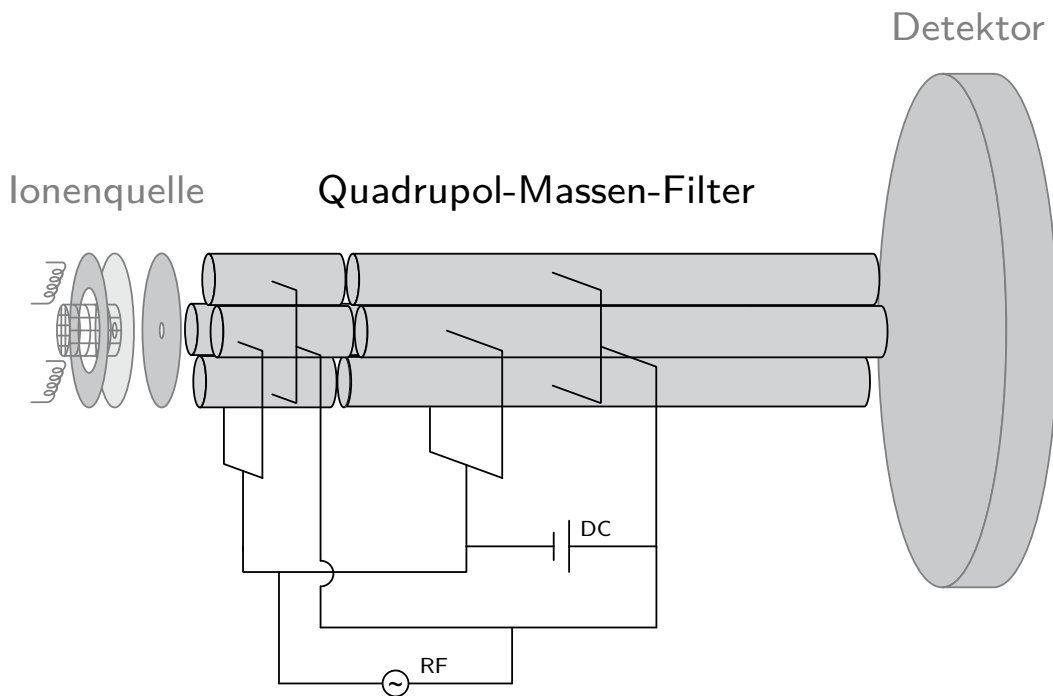 Detektor
Ionenquelle
Quadrupol-Massen-Filter
DC
RF
~